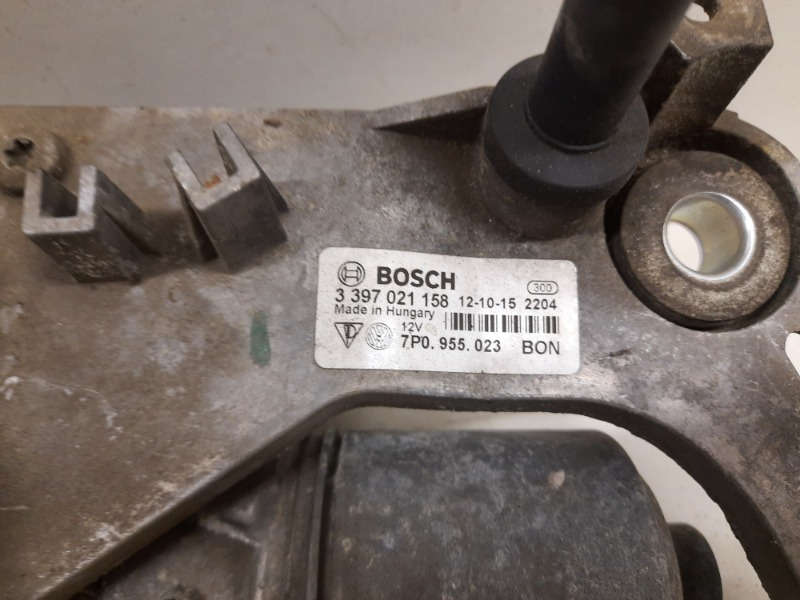 BOSCH 300
3 397 021 158 12-10-15 2204
Made in Hungary
12V
7P0. 955. 023 BON